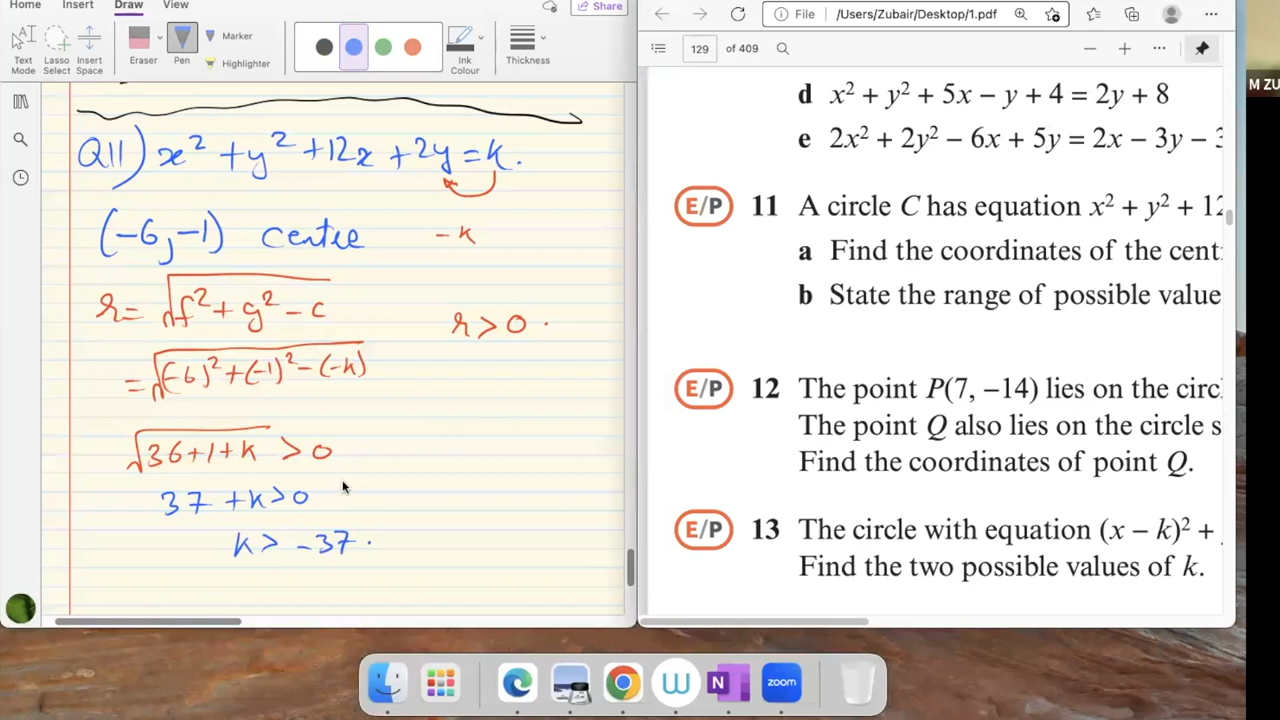 Home Insert Draw View
Share
Text Mode
Lasso Select
Insert Space
Eraser
Pen
Marker
Highlighter
Ink Colour
Thickness
Q11) x² + y² + 12x + 2y = k.
(-6, -1) centre
- k
r = √f² + g² - c
r > 0.
= √(-6)² + (-1)² - (-k)
√36+1+k > 0
37 + k > 0
k > -37.
File /Users/Zubair/Desktop/1.pdf
129 of 409
d x² + y² + 5x − y + 4 = 2y + 8
e 2x² + 2y² − 6x + 5y = 2x − 3y − 3
E/P 11 A circle C has equation x² + y² + 12
a Find the coordinates of the cent
b State the range of possible value
E/P 12 The point P(7, −14) lies on the circ
The point Q also lies on the circle s
Find the coordinates of point Q.
E/P 13 The circle with equation (x − k)² +
Find the two possible values of k.
M ZU
W
N
zoom